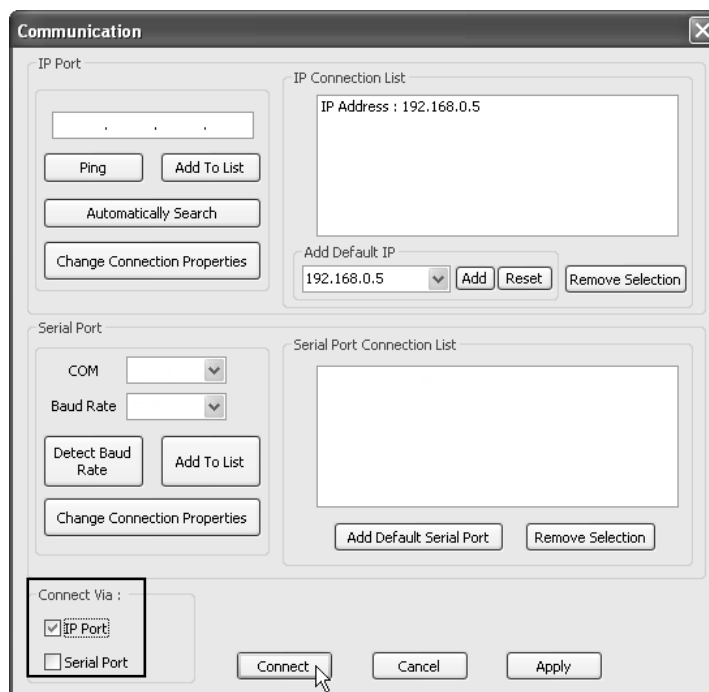 Communication
IP Port
. . .
Ping
Add To List
Automatically Search
Change Connection Properties
IP Connection List
IP Address : 192.168.0.5
Add Default IP
192.168.0.5
Add
Reset
Remove Selection
Serial Port
COM
Baud Rate
Detect Baud
Rate
Add To List
Change Connection Properties
Serial Port Connection List
Add Default Serial Port
Remove Selection
Connect Via :
IP Port
Serial Port
Connect
Cancel
Apply